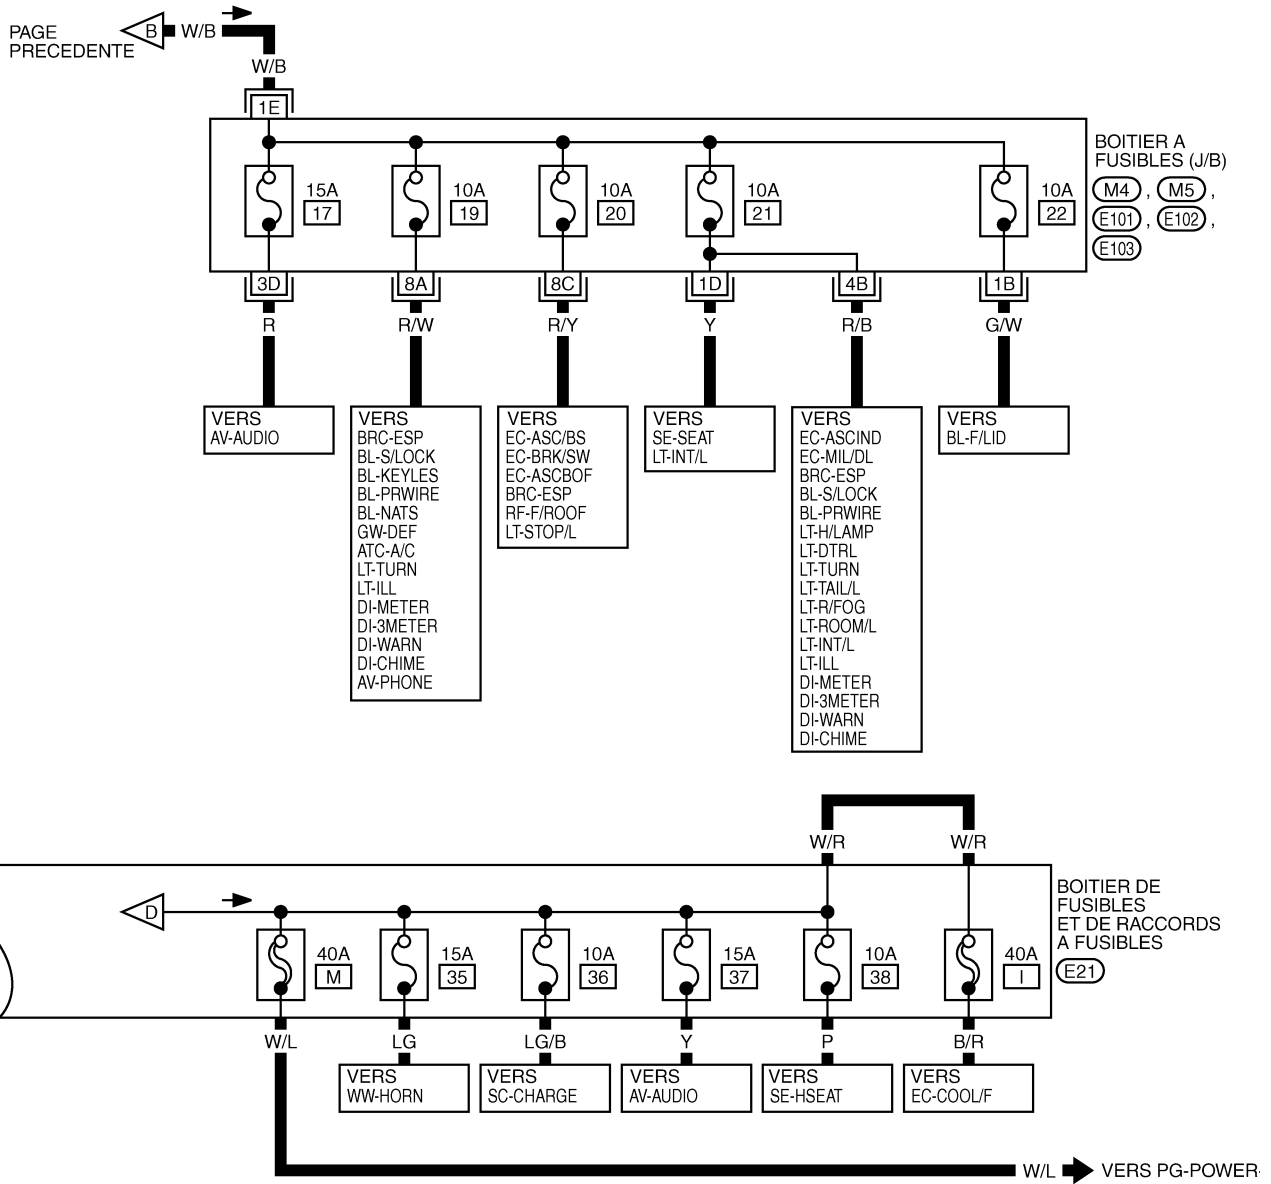 PAGE
PRECEDENTE
B
W/B
W/B
1E
BOITIER A
FUSIBLES (J/B)
M4 , M5 ,
E101 , E102 ,
E103
15A
17
10A
19
10A
20
10A
21
10A
22
3D
8A
8C
1D
4B
1B
R
R/W
R/Y
Y
R/B
G/W
VERS
AV-AUDIO
VERS
BRC-ESP
BL-S/LOCK
BL-KEYLES
BL-PRWIRE
BL-NATS
GW-DEF
ATC-A/C
LT-TURN
LT-ILL
DI-METER
DI-3METER
DI-WARN
DI-CHIME
AV-PHONE
VERS
EC-ASC/BS
EC-BRK/SW
EC-ASCBOF
BRC-ESP
RF-F/ROOF
LT-STOP/L
VERS
SE-SEAT
LT-INT/L
VERS
EC-ASCIND
EC-MIL/DL
BRC-ESP
BL-S/LOCK
BL-PRWIRE
LT-H/LAMP
LT-DTRL
LT-TURN
LT-TAIL/L
LT-R/FOG
LT-ROOM/L
LT-INT/L
LT-ILL
DI-METER
DI-3METER
DI-WARN
DI-CHIME
VERS
BL-F/LID
W/R
W/R
BOITIER DE
FUSIBLES
ET DE RACCORDS
A FUSIBLES
E21
D
40A
M
15A
35
10A
36
15A
37
10A
38
40A
I
W/L
LG
LG/B
Y
P
B/R
VERS
WW-HORN
VERS
SC-CHARGE
VERS
AV-AUDIO
VERS
SE-HSEAT
VERS
EC-COOL/F
W/L
VERS PG-POWER-